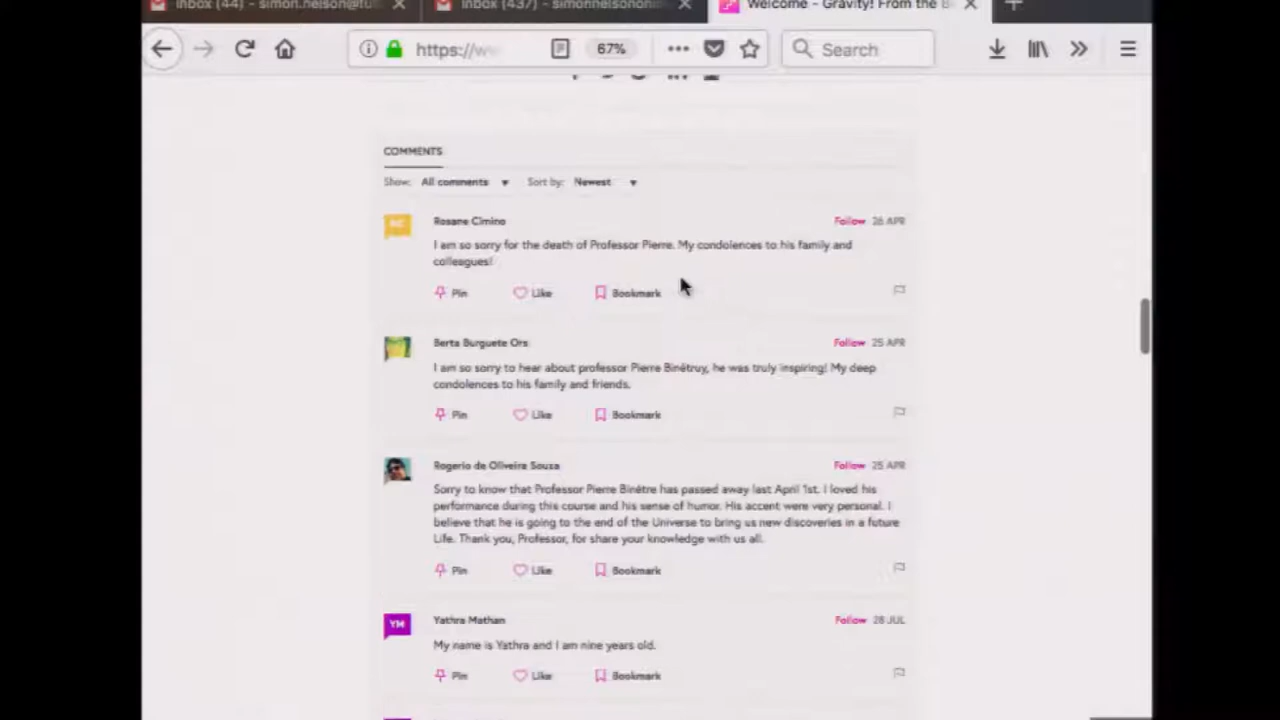 Inbox (44) - simon.nelson@fu
Inbox (437) - simonnelsonon
Welcome - Gravity! From the B
https://w
67%
Search
COMMENTS
Show: All comments Sort by: Newest
Rosane Cimino Follow 26 APR
I am so sorry for the death of Professor Pierre. My condolences to his family and
colleagues!
Pin Like Bookmark
Berta Burguete Ors Follow 25 APR
I am so sorry to hear about professor Pierre Binétruy, he was truly inspiring! My deep
condolences to his family and friends.
Pin Like Bookmark
Rogerio de Oliveira Souza Follow 25 APR
Sorry to know that Professor Pierre Binétre has passed away last April 1st. I loved his
performance during this course and his sense of humor. His accent were very personal. I
believe that he is going to the end of the Universe to bring us new discoveries in a future
Life. Thank you, Professor, for share your knowledge with us all.
Pin Like Bookmark
YM
Yathra Mathan Follow 28 JUL
My name is Yathra and I am nine years old.
Pin Like Bookmark